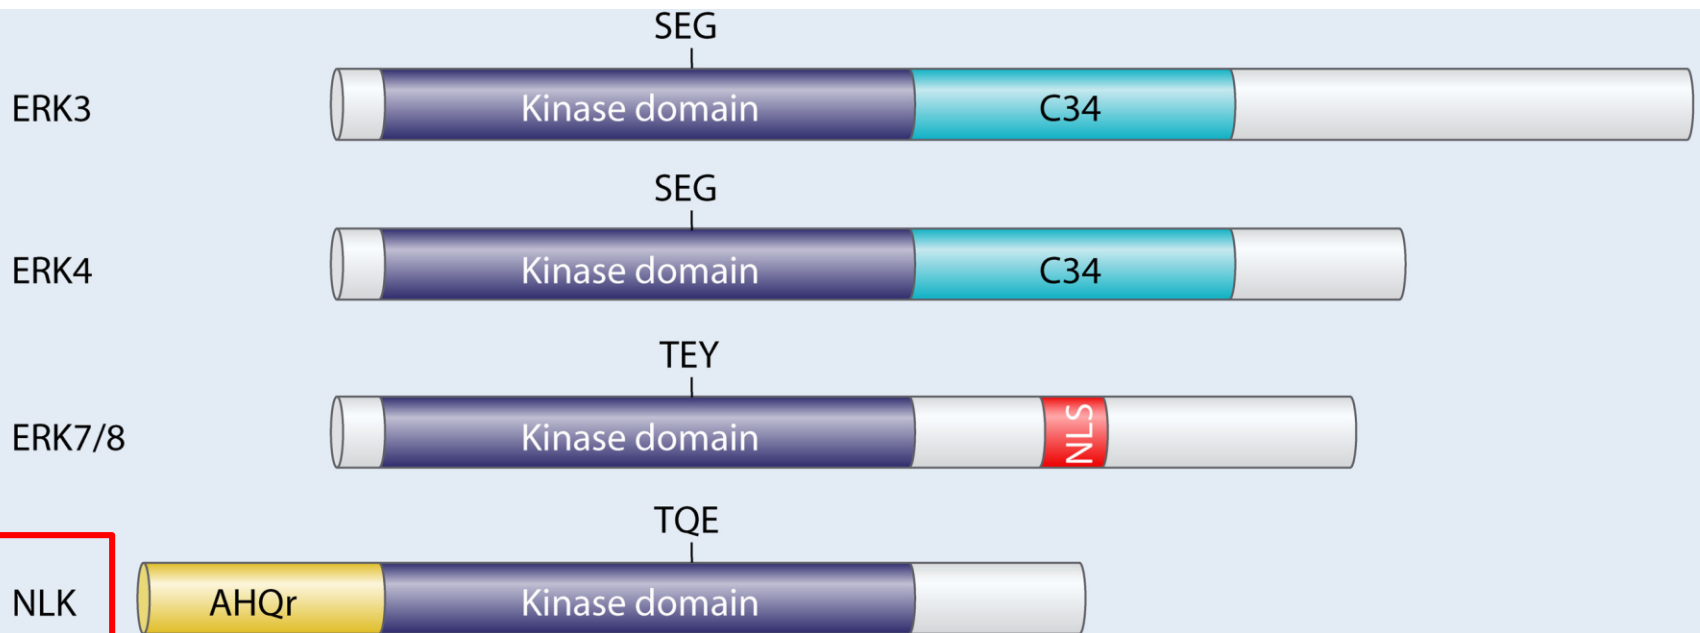 SEG
ERK3 Kinase domain C34
SEG
ERK4 Kinase domain C34
TEY
ERK7/8 Kinase domain NLS
TQE
NLK AHQr Kinase domain